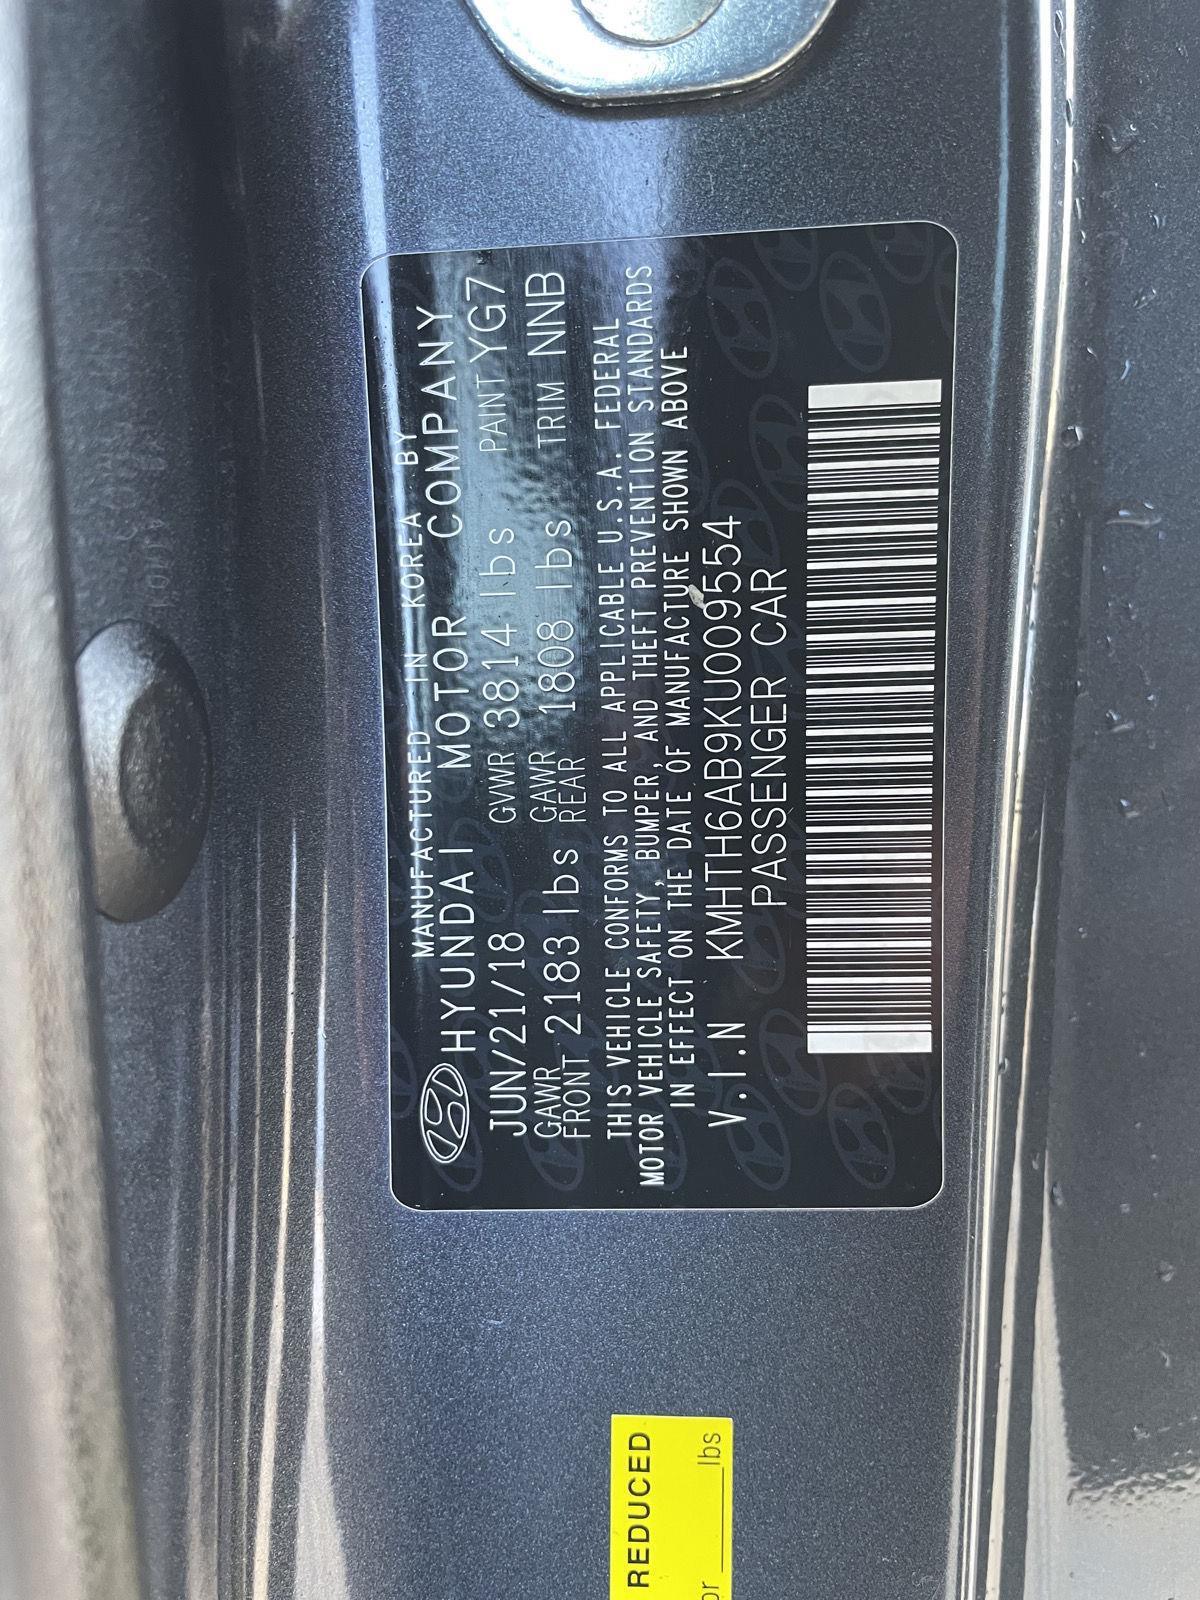 MANUFACTURED IN KOREA BY
HYUNDAI MOTOR COMPANY
JUN/21/18 GVWR 3814 lbs PAINT YG7
GAWR FRONT 2183 lbs GAWR REAR 1808 lbs TRIM NNB
THIS VEHICLE CONFORMS TO ALL APPLICABLE U.S.A. FEDERAL
MOTOR VEHICLE SAFETY, BUMPER, AND THEFT PREVENTION STANDARDS
IN EFFECT ON THE DATE OF MANUFACTURE SHOWN ABOVE
V.I.N KMHTH6AB9KU009554
PASSENGER CAR
REDUCED
or ____lbs